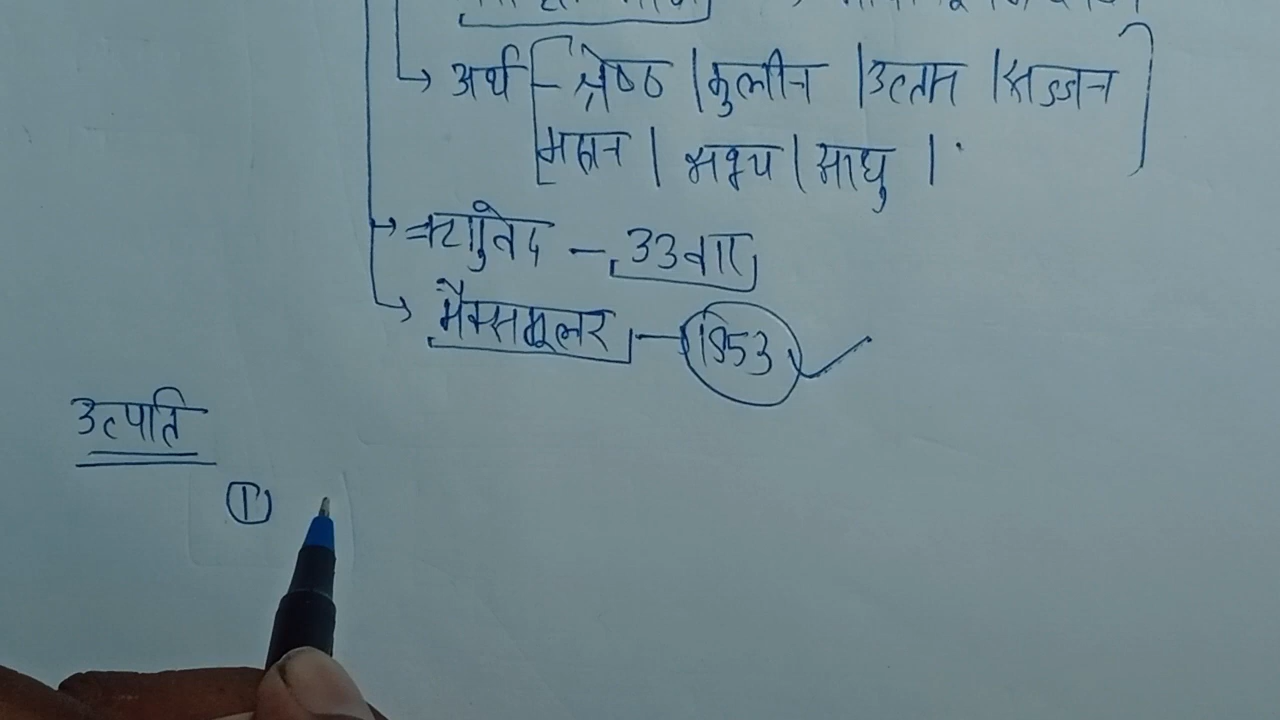 → अर्थ - श्रेष्ठ | कुलीन | उत्तम | सज्जन
महान | सभ्य | साधु |
→ ऋग्वेद - 33बार
→ मैक्समूलर - 1853 ✓
उत्पति
①